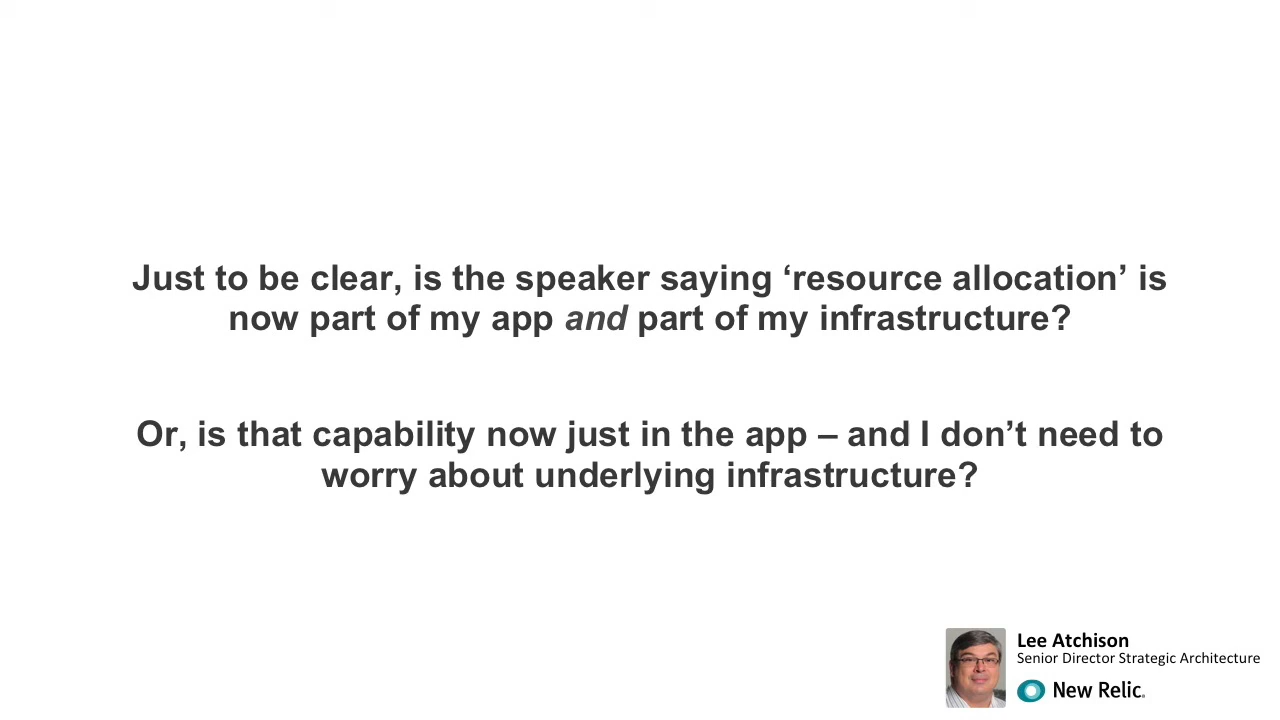 Just to be clear, is the speaker saying ‘resource allocation’ is
now part of my app and part of my infrastructure?
Or, is that capability now just in the app – and I don’t need to
worry about underlying infrastructure?
Lee Atchison
Senior Director Strategic Architecture
New Relic.